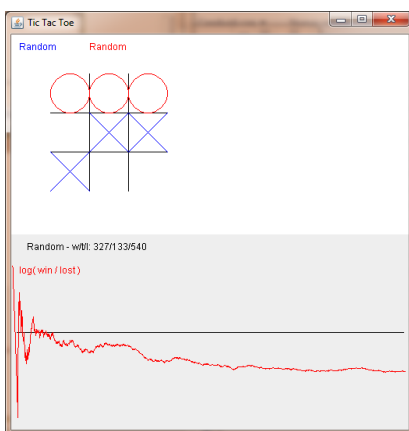 Tic Tac Toe
Random Random
Random - w/t/l: 327/133/540
log( win / lost )